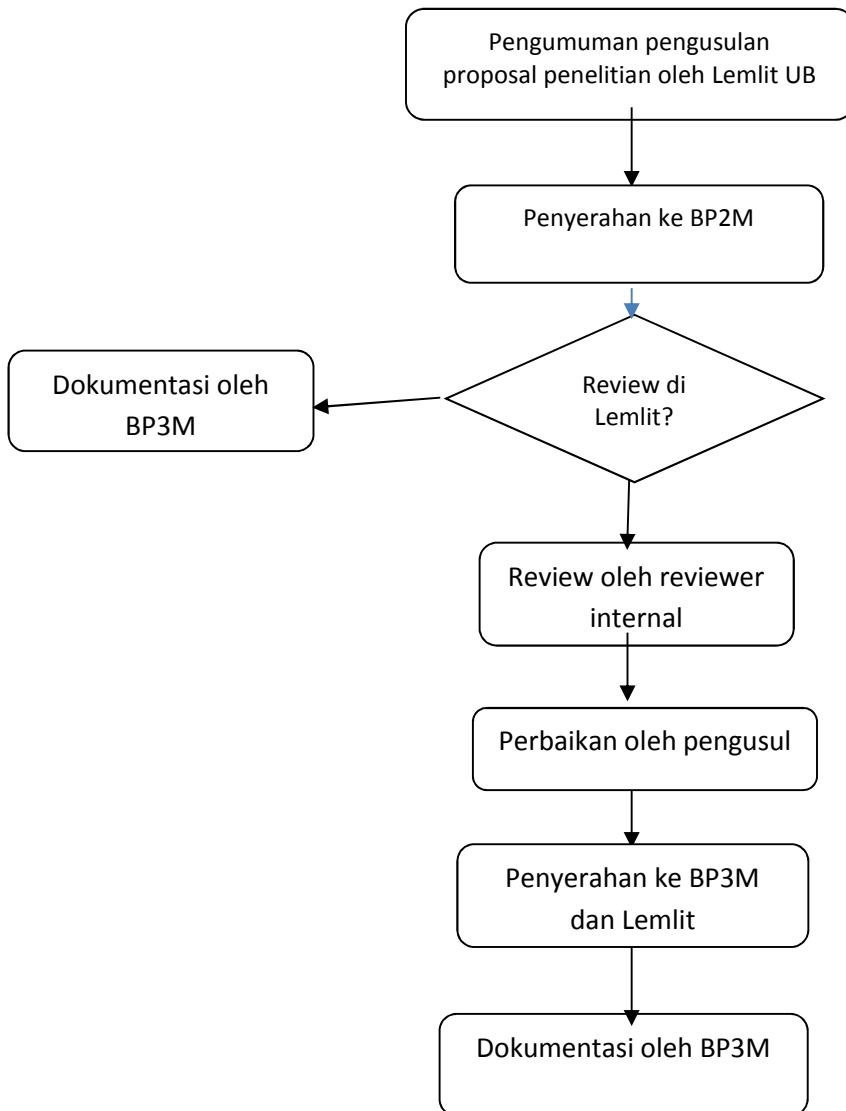 Pengumuman pengusulan
proposal penelitian oleh Lemlit UB
Penyerahan ke BP2M
Dokumentasi oleh
BP3M
Review di
Lemlit?
Review oleh reviewer
internal
Perbaikan oleh pengusul
Penyerahan ke BP3M
dan Lemlit
Dokumentasi oleh BP3M